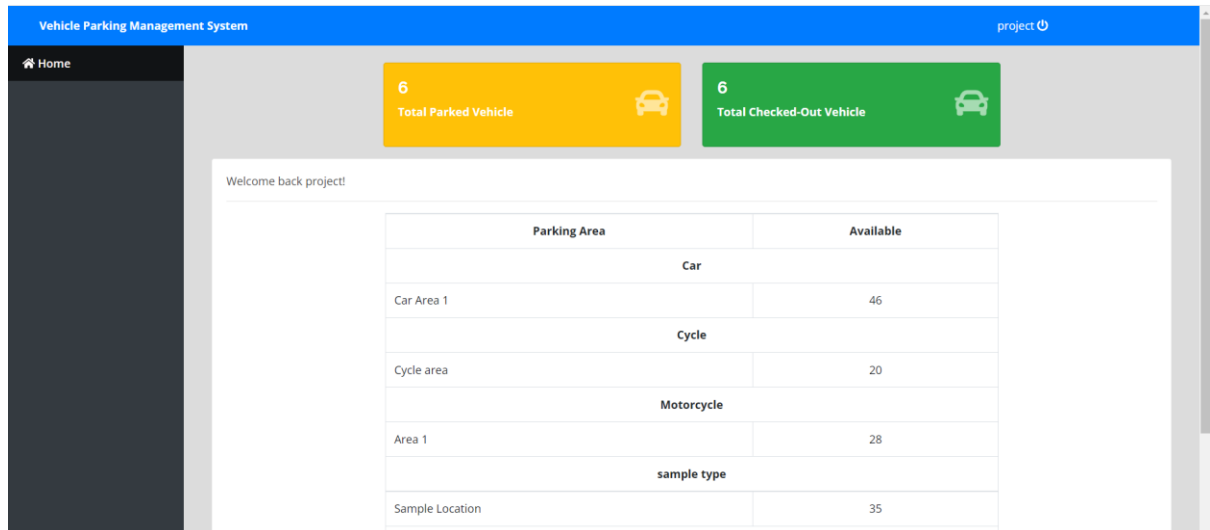 Vehicle Parking Management System project
Home
6
Total Parked Vehicle
6
Total Checked-Out Vehicle
Welcome back project!
Parking Area Available
Car
Car Area 1 46
Cycle
Cycle area 20
Motorcycle
Area 1 28
sample type
Sample Location 35